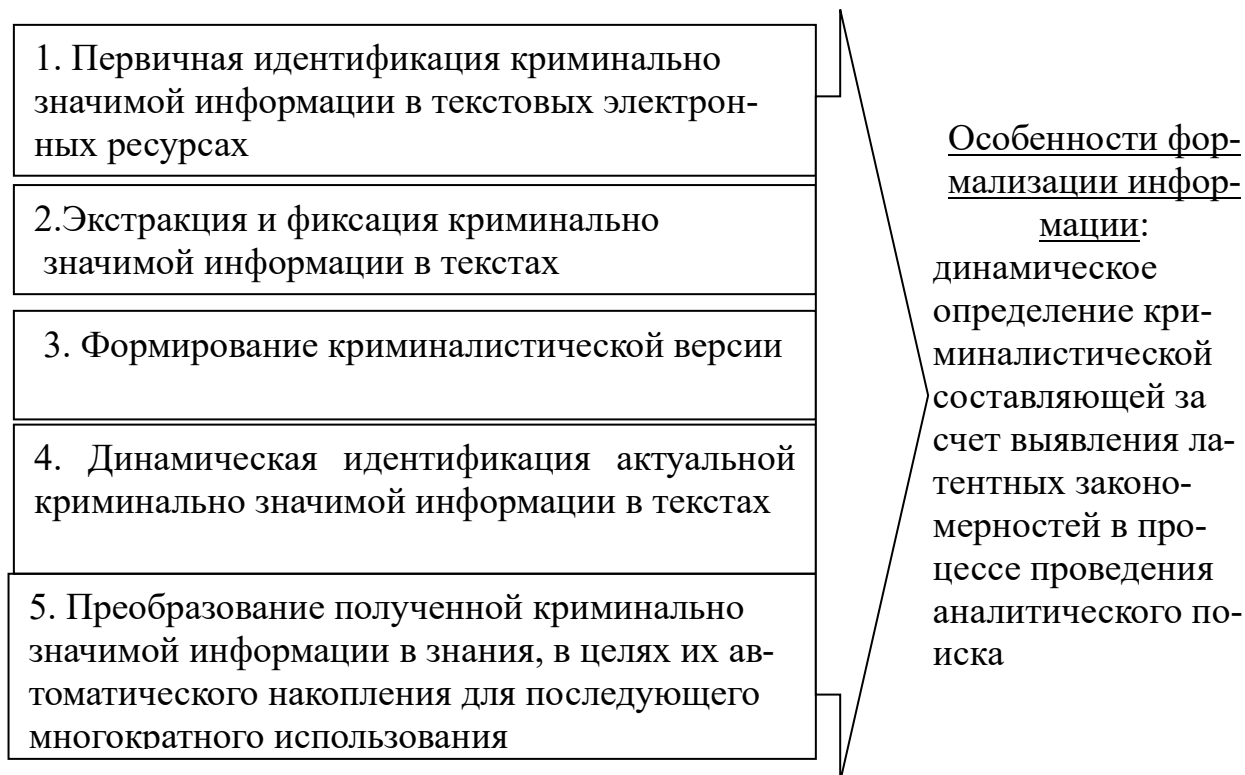 1. Первичная идентификация криминально
значимой информации в текстовых электрон-
ных ресурсах
2.Экстракция и фиксация криминально
значимой информации в текстах
3. Формирование криминалистической версии
4. Динамическая идентификация актуальной
криминально значимой информации в текстах
5. Преобразование полученной криминально
значимой информации в знания, в целях их ав-
томатического накопления для последующего
многократного использования
Особенности фор-
мализации инфор-
мации:
динамическое
определение кри-
миналистической
составляющей за
счет выявления ла-
тентных законо-
мерностей в про-
цессе проведения
аналитического по-
иска